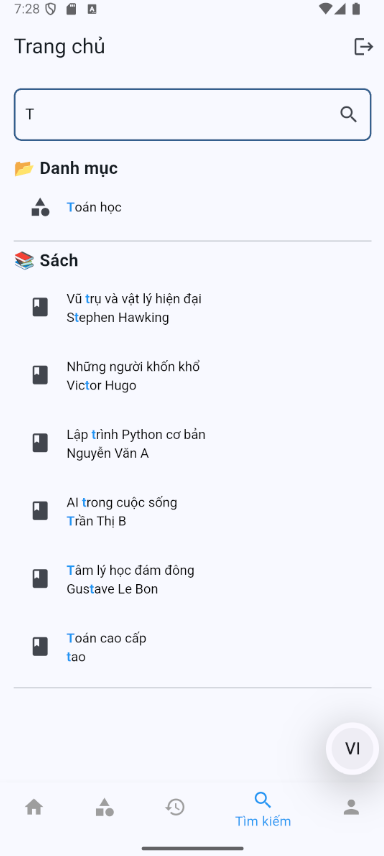 7:28
Trang chủ
T
📂 Danh mục
Toán học
📚 Sách
Vũ trụ và vật lý hiện đại
Stephen Hawking
Những người khốn khổ
Victor Hugo
Lập trình Python cơ bản
Nguyễn Văn A
AI trong cuộc sống
Trần Thị B
Tâm lý học đám đông
Gustave Le Bon
Toán cao cấp
tao
VI
Tìm kiếm